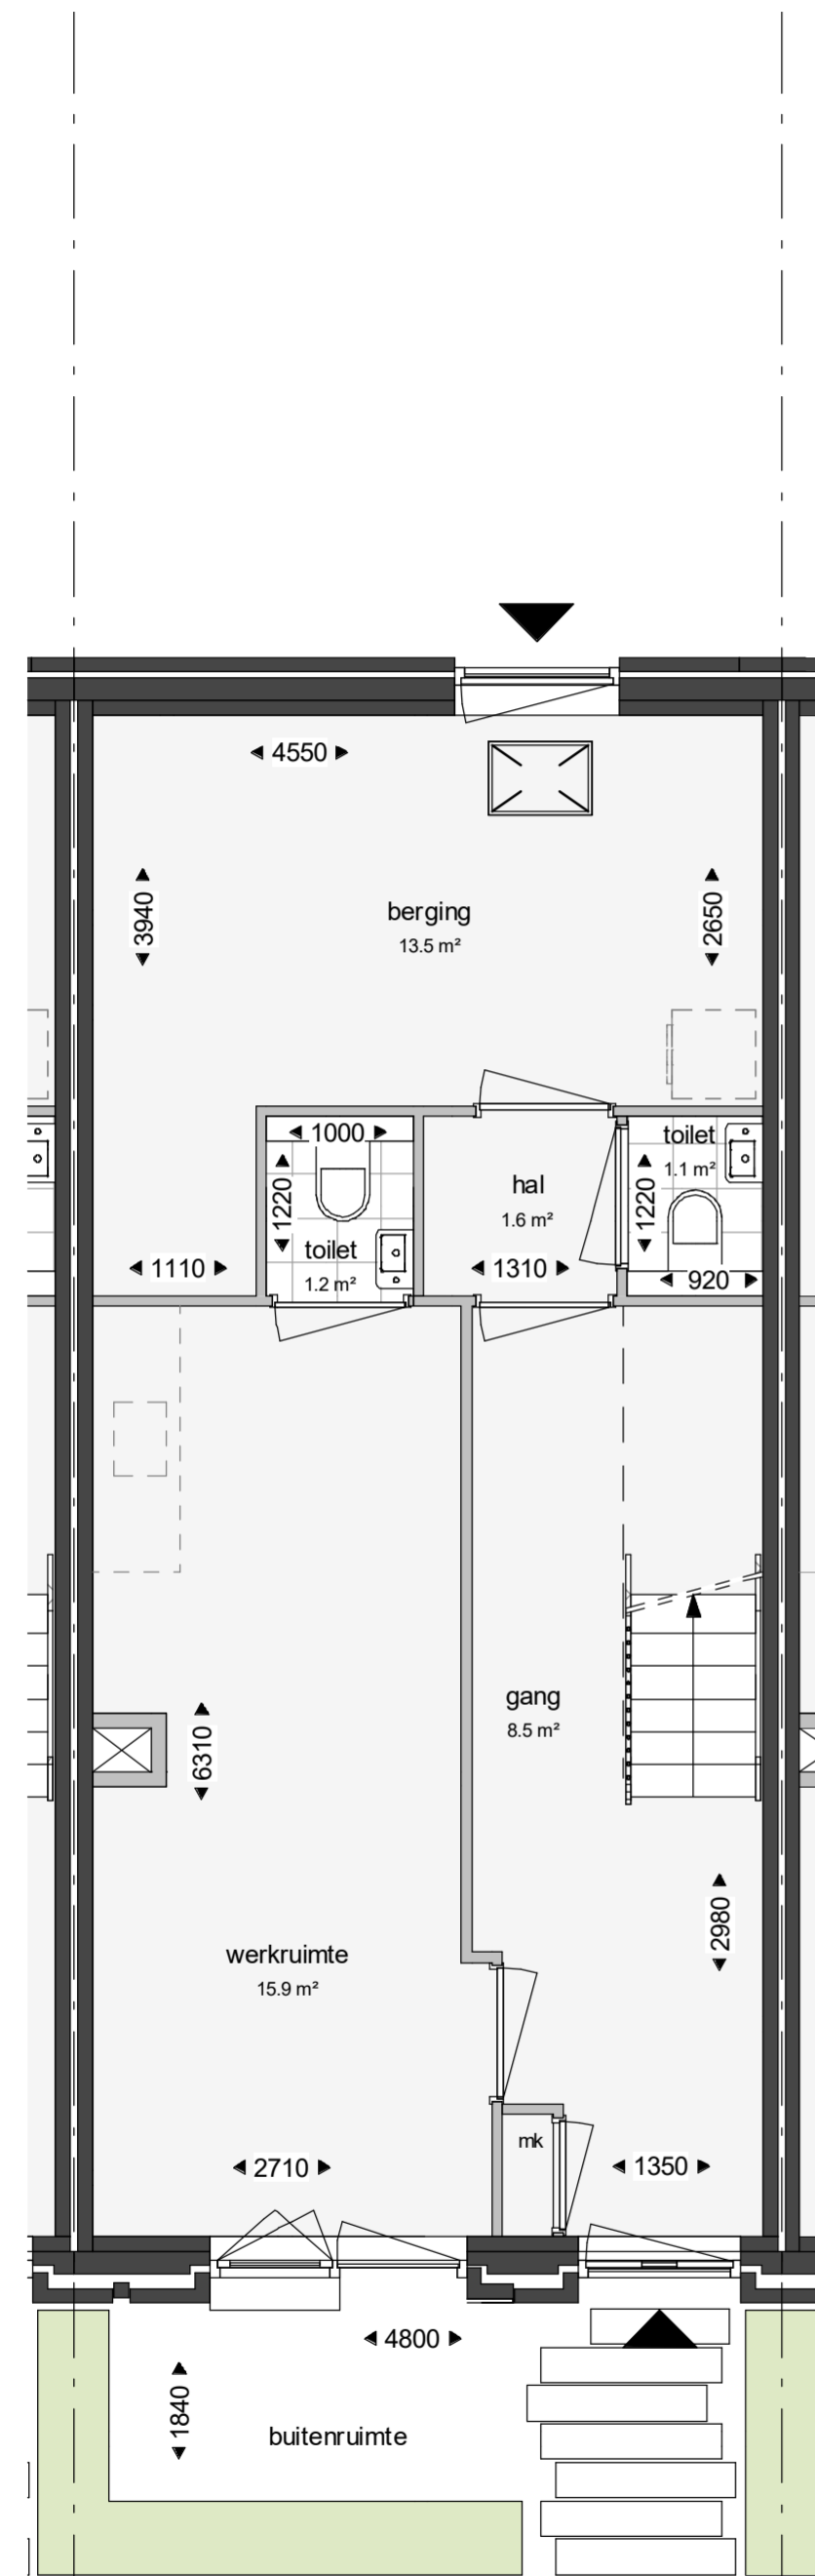 4550
3940
2650
berging
13.5 m²
1000
1220
toilet
1.2 m²
hal
1.6 m²
toilet
1.1 m²
1220
1110
1310
920
6310
gang
8.5 m²
2980
werkruimte
15.9 m²
mk
2710
1350
4800
1840
buitenruimte